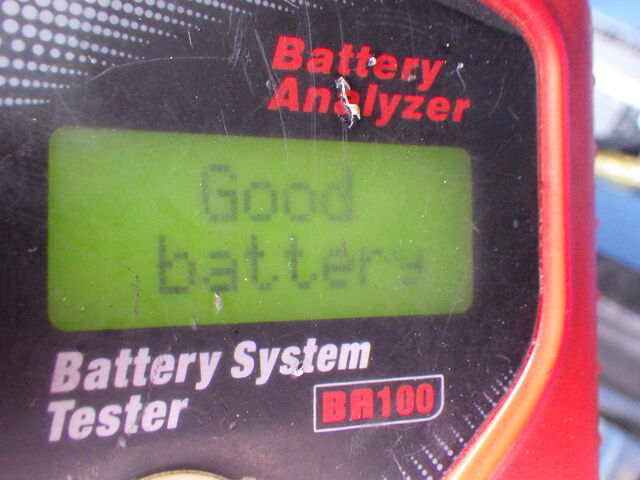 Battery
Analyzer
Good
battery
Battery System
Tester
BA100